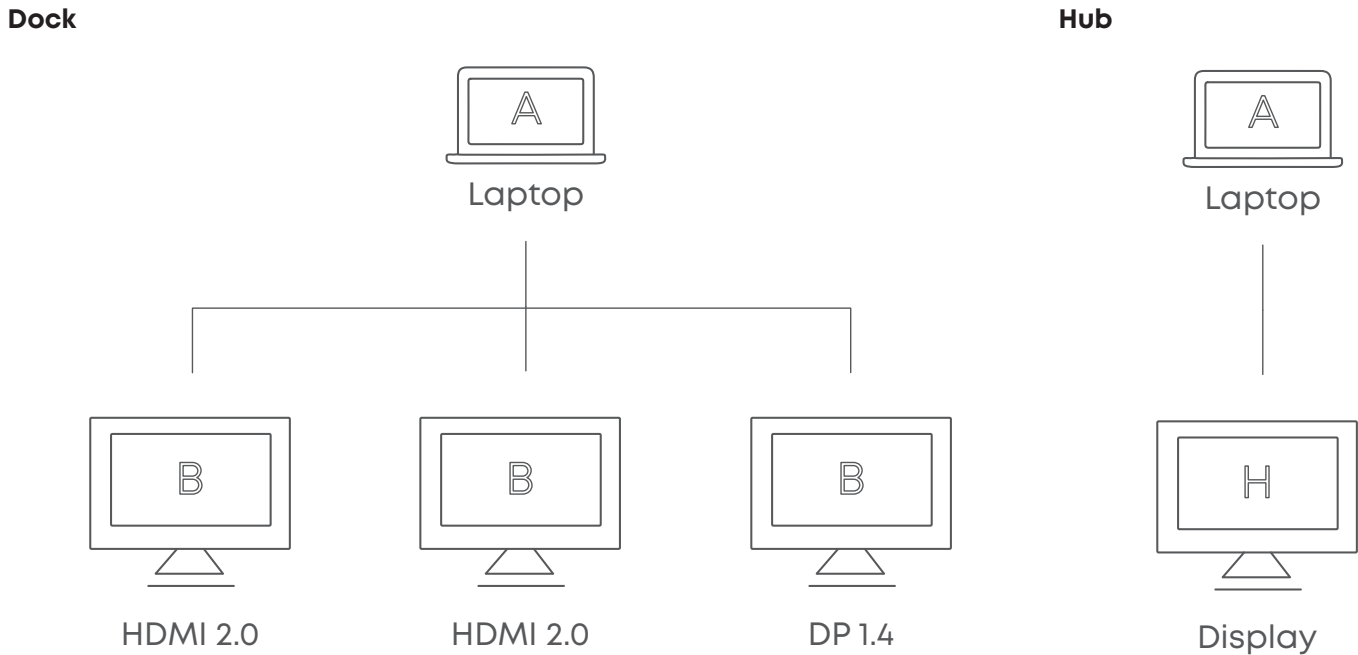 Dock
A
Laptop
B
B
B
HDMI 2.0
HDMI 2.0
DP 1.4
Hub
A
Laptop
H
Display